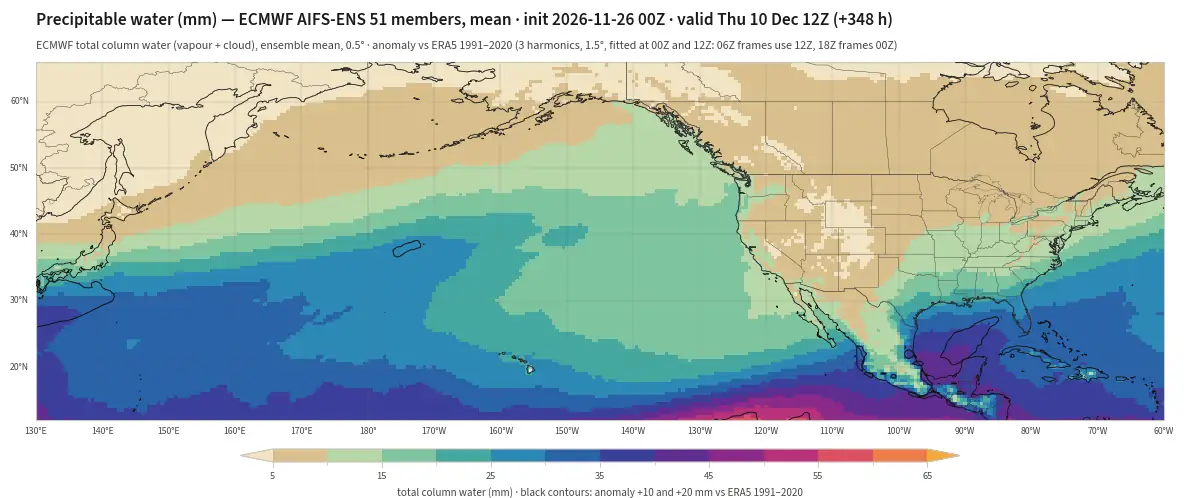 Precipitable water (mm) — ECMWF AIFS-ENS 51 members, mean · init 2026-11-26 00Z · valid Thu 10 Dec 12Z (+348 h)
ECMWF total column water (vapour + cloud), ensemble mean, 0.5° · anomaly vs ERA5 1991–2020 (3 harmonics, 1.5°, fitted at 00Z and 12Z: 06Z frames use 12Z, 18Z frames 00Z)
60°N
50°N
40°N
30°N
20°N
130°E 140°E 150°E 160°E 170°E 180° 170°W 160°W 150°W 140°W 130°W 120°W 110°W 100°W 90°W 80°W 70°W 60°W
5 15 25 35 45 55 65
total column water (mm) · black contours: anomaly +10 and +20 mm vs ERA5 1991–2020